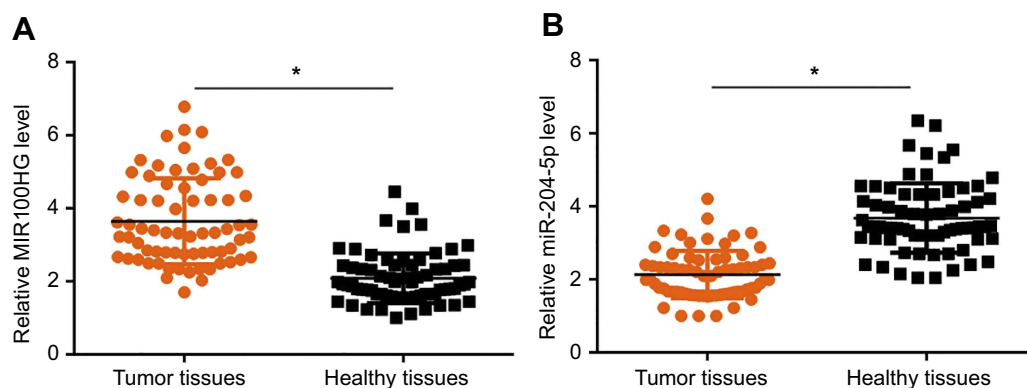 A
Relative MIR100HG level
8
6
4
2
0
*
Tumor tissues
Healthy tissues
B
Relative miR-204-5p level
8
6
4
2
0
*
Tumor tissues
Healthy tissues